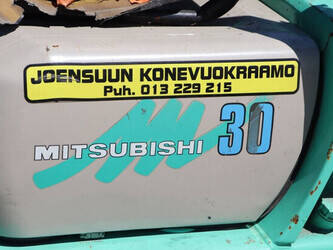 JOENSUUN KONEVUOKRAAMO
Puh. 013 229 215
MITSUBISHI 30